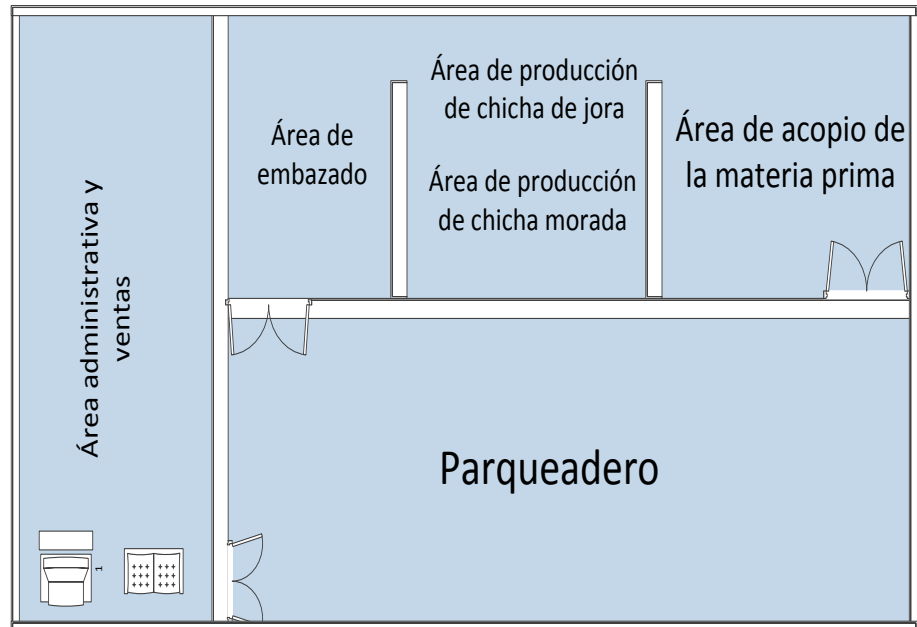 Área administrativa y
ventas
Área de
embazado
Área de producción
de chicha de jora
Área de producción
de chicha morada
Área de acopio de
la materia prima
Parqueadero
1